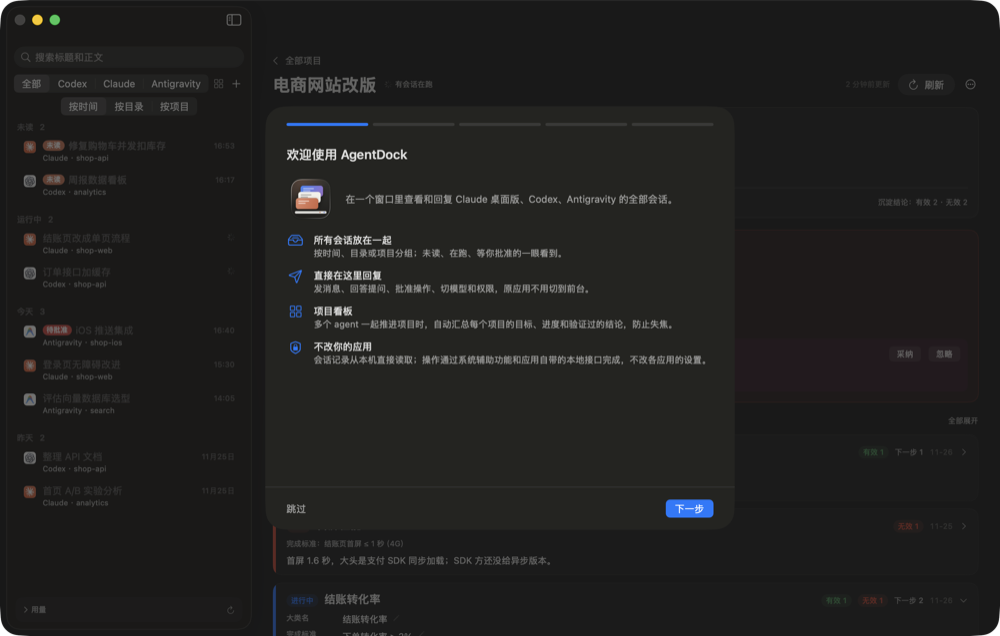 搜索标题和正文
全部 Codex Claude Antigravity
按时间 按目录 按项目
未读 2
未读 修复购物车并发扣库存 16:53
Claude · shop-api
未读 周报数据看板 16:17
Codex · analytics
运行中 2
结账页改成单页流程
Claude · shop-web
订单接口加缓存
Codex · shop-api
今天 3
待批准 iOS 推送集成 16:48
Antigravity · shop-ios
登录页无障碍改进 15:30
Claude · shop-web
评估向量数据库选型 14:08
Antigravity · search
昨天 2
整理 API 文档 11月25日
Codex · shop-api
首页 A/B 实验分析 11月25日
Claude · analytics
用量
全部项目
电商网站改版 有会话在跑 2 分钟前更新 刷新
沉淀结论：有效 2 · 无效 2
采纳 忽略
全部展开
有效 1 下一步 1 11-26
无效 1 11-25
完成标准：结账页首屏 ≤ 1 秒 (4G)
首屏 1.6 秒，大头是支付 SDK 同步加载；SDK 方还没给异步版本。
进行中 结账转化率 有效 1 无效 1 下一步 2 11-26
大类名 结账转化率
完成标准
欢迎使用 AgentDock
在一个窗口里查看和回复 Claude 桌面版、Codex、Antigravity 的全部会话。
所有会话放在一起
按时间、目录或项目分组；未读、在跑、等你批准的一眼看到。
直接在这里回复
发消息、回答提问、批准操作、切模型和权限，原应用不用切到前台。
项目看板
多个 agent 一起推进项目时，自动汇总每个项目的目标、进度和验证过的结论，防止失焦。
不改你的应用
会话记录从本机直接读取；操作通过系统辅助功能和应用自带的本地接口完成，不改各应用的设置。
跳过 下一步